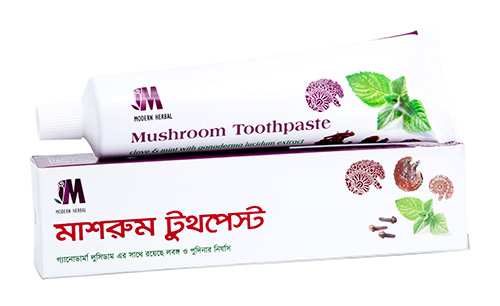 M
MODERN HERBAL
Mushroom Toothpaste
clove & mint with ganoderma lucidum extract
M
MODERN HERBAL
মাশরুম টুথপেস্ট
গ্যানোডার্মা লুসিডাম এর সাথে রয়েছে লবঙ্গ ও পুদিনার নির্যাস